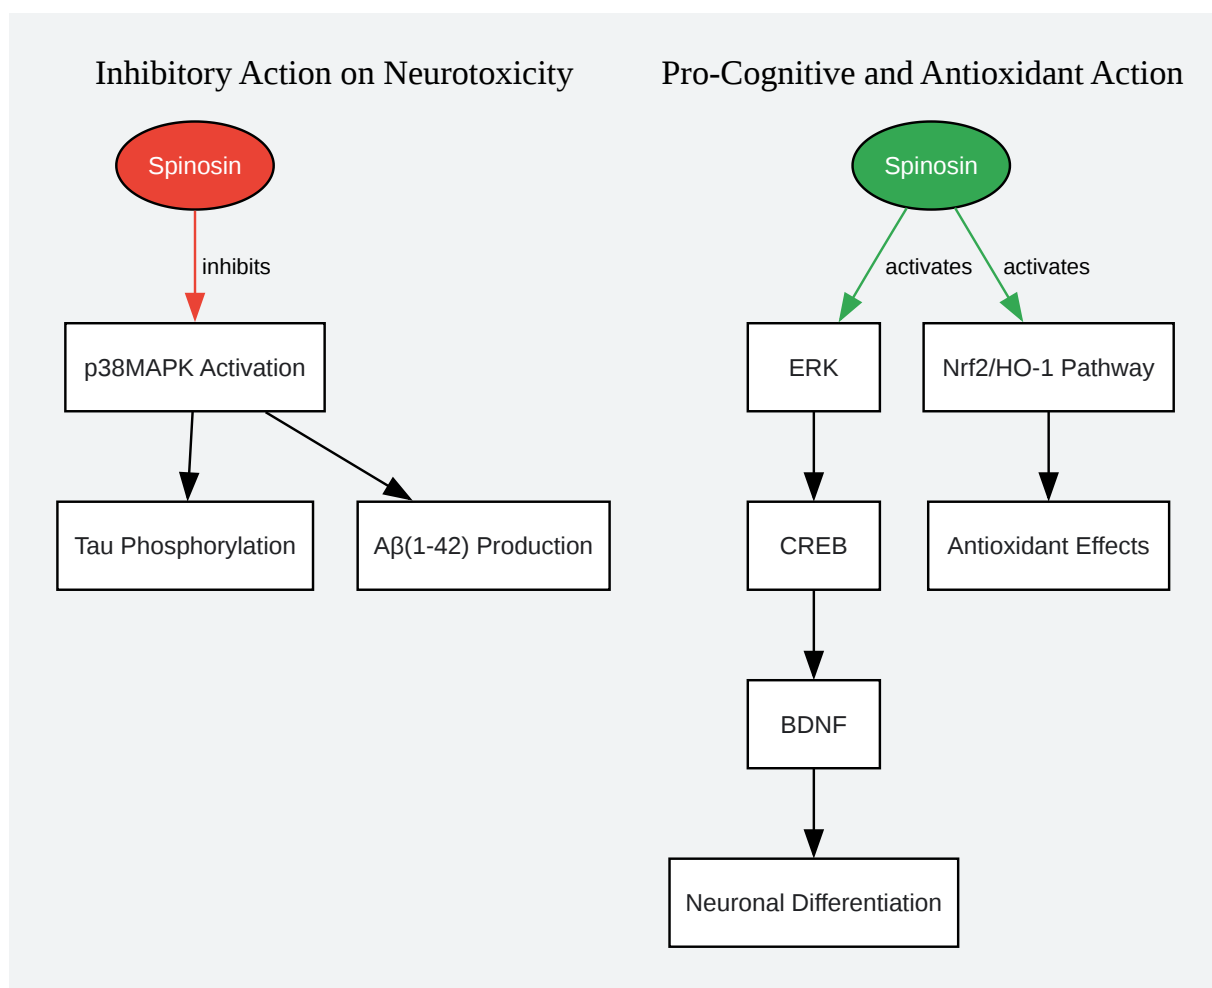 Inhibitory Action on Neurotoxicity
Spinosin
inhibits
p38MAPK Activation
Tau Phosphorylation
Aβ(1-42) Production
Pro-Cognitive and Antioxidant Action
Spinosin
activates
activates
ERK
Nrf2/HO-1 Pathway
CREB
Antioxidant Effects
BDNF
Neuronal Differentiation